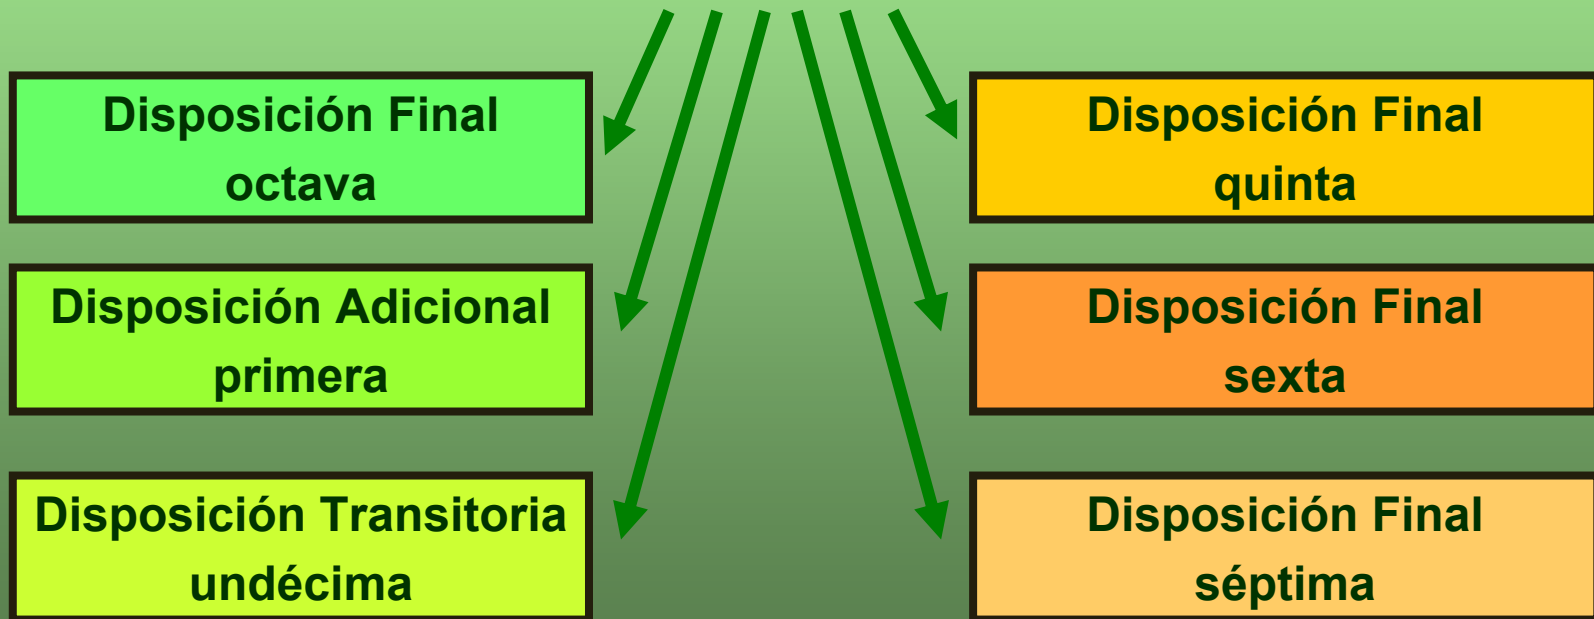 Disposición Final
octava
Disposición Adicional
primera
Disposición Transitoria
undécima
Disposición Final
quinta
Disposición Final
sexta
Disposición Final
séptima